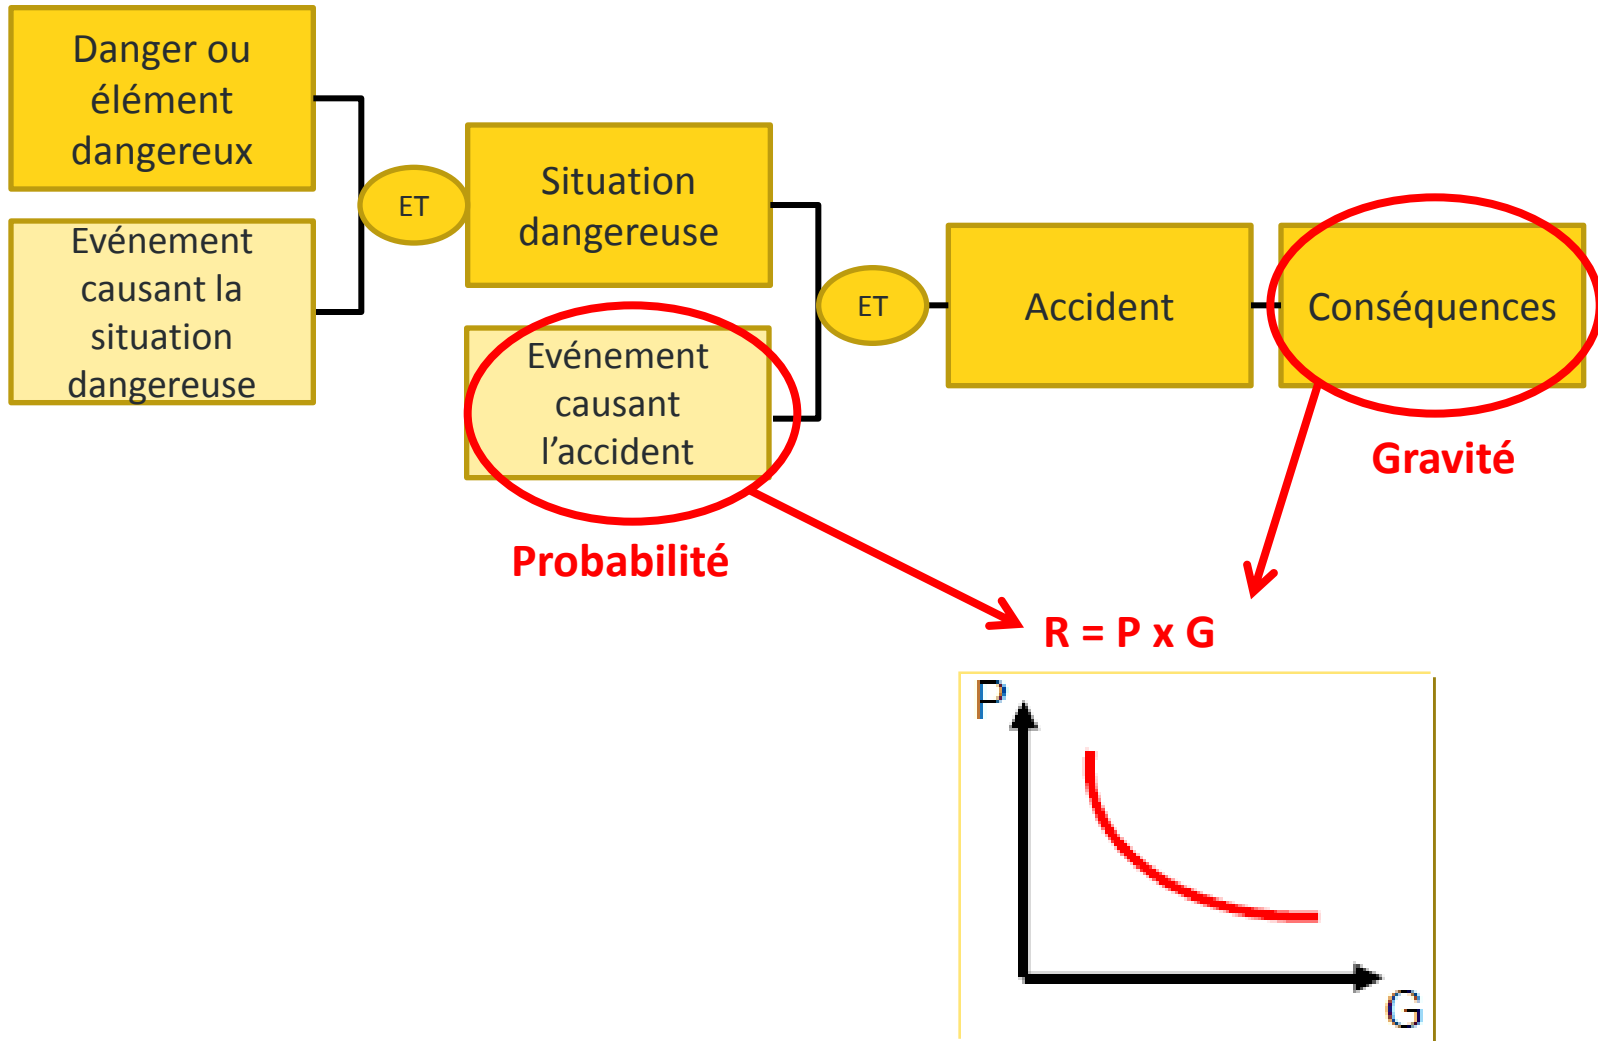 Danger ou
élément
dangereux
Evénement
causant la
situation
dangereuse
ET
Situation
dangereuse
Evénement
causant
l'accident
ET
Accident
Conséquences
Gravité
Probabilité
R = P x G
P
G